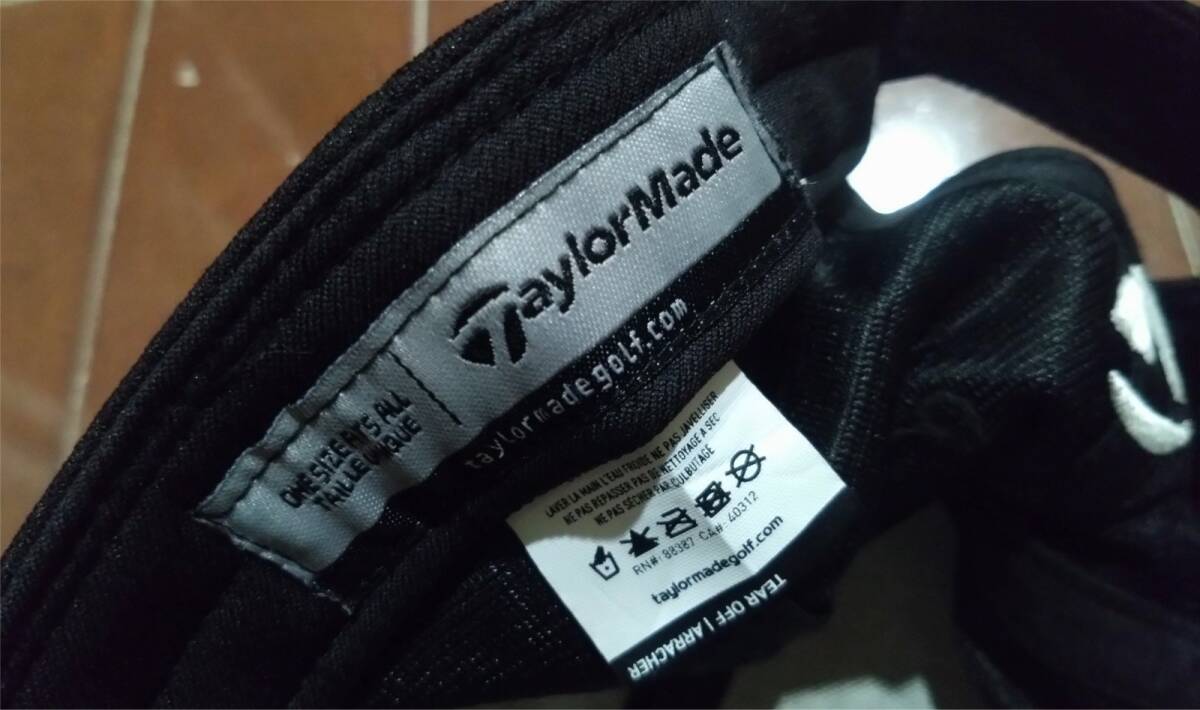 TaylorMade
ONE SIZE FITS ALL
TAILLE UNIQUE
taylormadegolf.com
LAVER LA MAIN L'EAU FROIDE NE PAS JAVELLISER
NE PAS REPASSER PAS DE NETTOYAGE A SEC
NE PAS SÉCHER PAR CULBUTAGE
RN#: 88387 CA#: 40312
taylormadegolf.com
TEAR OFF | ARRACHER